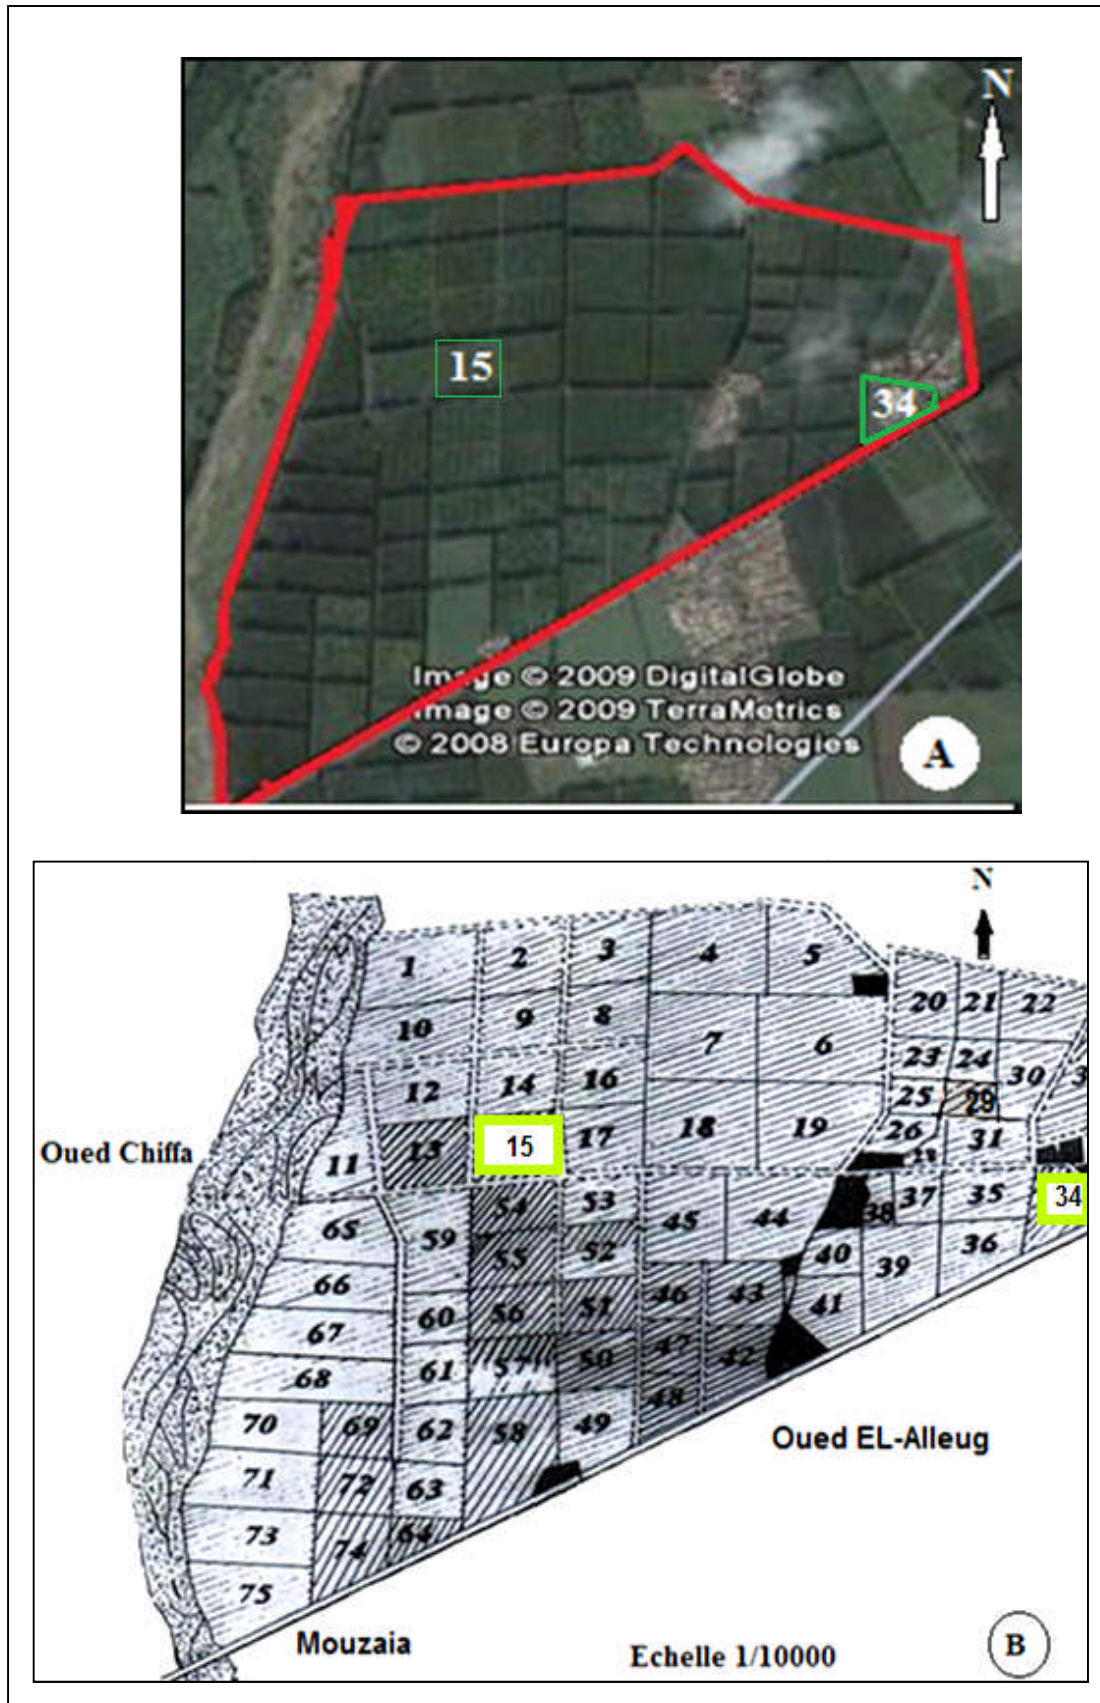 N
15
34
Image © 2009 DigitalGlobe
Image © 2009 TerraMetrics
© 2008 Europa Technologies
A
N
1 2 3 4 5
20 21 22
10 9 8 7 6
23 24 30 3
12 14 16
25 29
13 15 17 18 19 26 31
Oued Chiffa
11
34
65 59 54 53 45 44 38 37 35
55 52 40 39 36
66 60 56 51 46 43 41
67 61 57 50 47 42
68 48
70 69 62 58 49
Oued EL-Alleug
71 72 63
73 74 64
75
Mouzaia
Echelle 1/10000
B